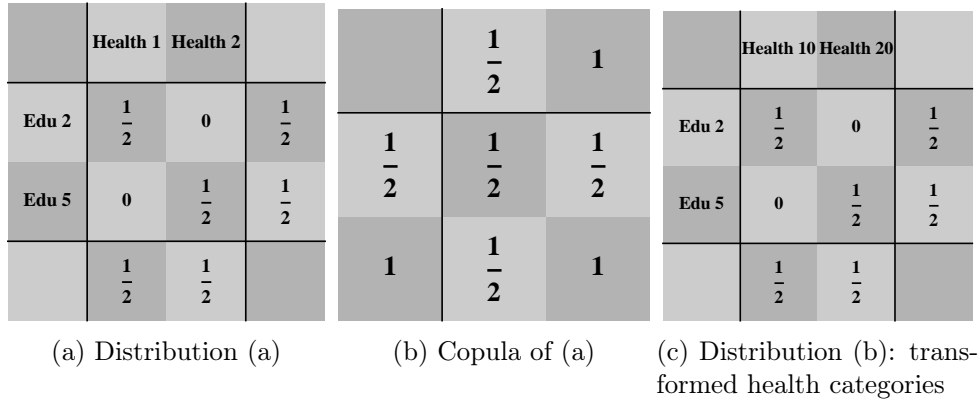 Health 1 Health 2
Edu 2 1/2 0 1/2
Edu 5 0 1/2 1/2
1/2 1/2
(a) Distribution (a)
1/2 1
1/2 1/2 1/2
1 1/2 1
(b) Copula of (a)
Health 10 Health 20
Edu 2 1/2 0 1/2
Edu 5 0 1/2 1/2
1/2 1/2
(c) Distribution (b): trans-
formed health categories